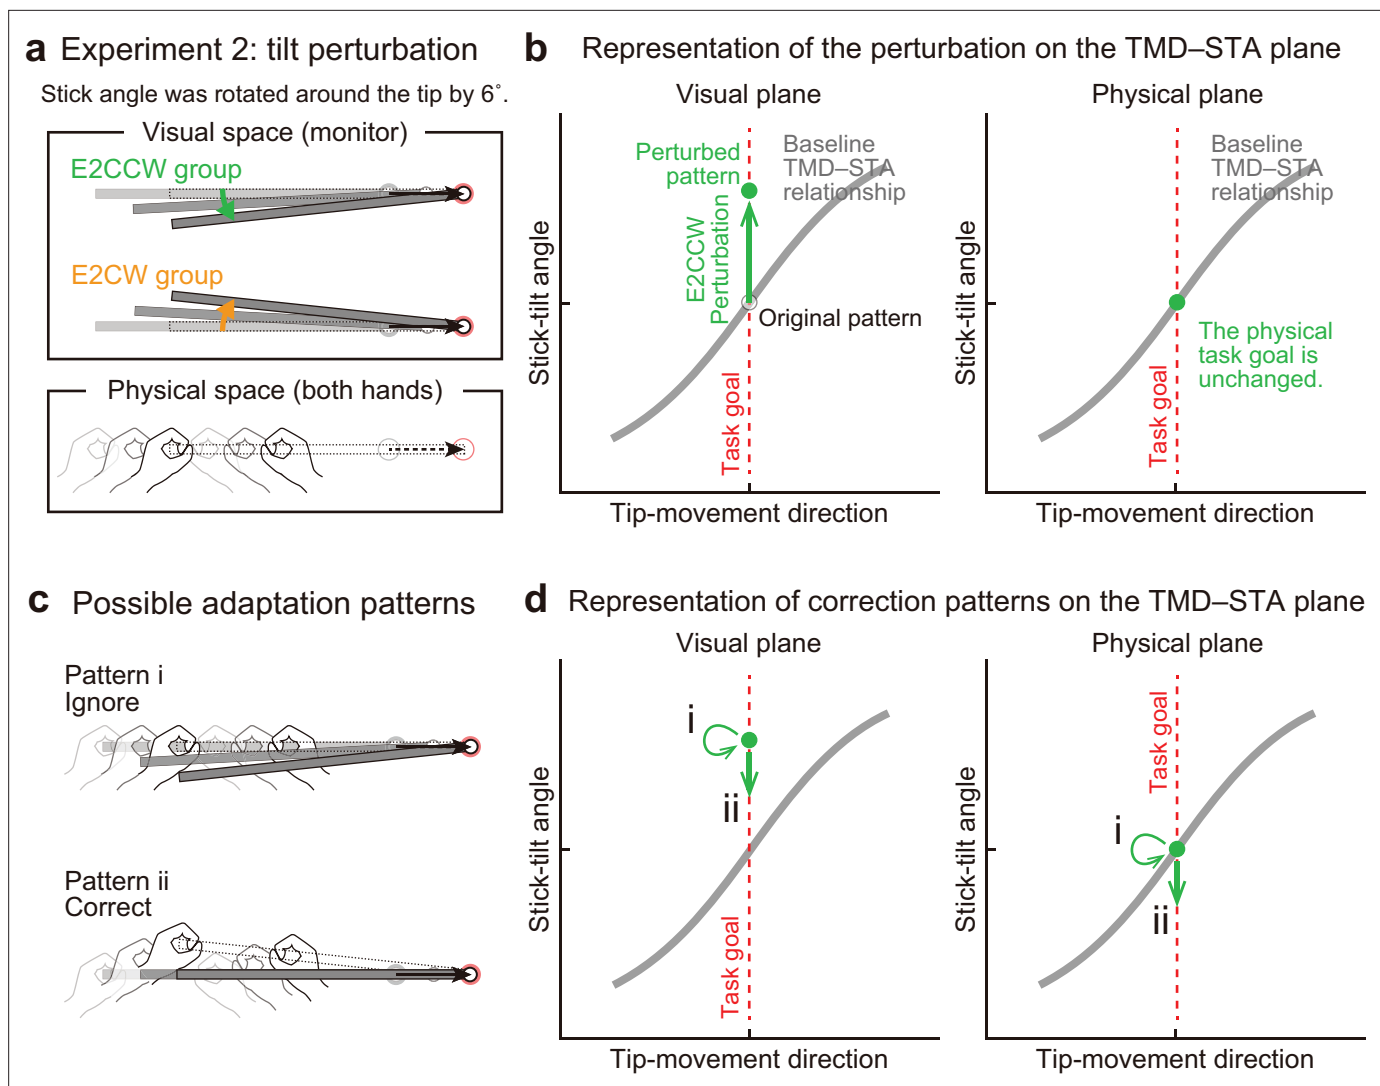 a Experiment 2: tilt perturbation
Stick angle was rotated around the tip by 6°.
Visual space (monitor)
E2CCW group
E2CW group
Physical space (both hands)
b Representation of the perturbation on the TMD–STA plane
Visual plane
Stick-tilt angle
Perturbed
pattern
E2CCW
Perturbation
Baseline
TMD–STA
relationship
Original pattern
Task goal
Tip-movement direction
Physical plane
Stick-tilt angle
Baseline
TMD–STA
relationship
The physical
task goal is
unchanged.
Task goal
Tip-movement direction
c Possible adaptation patterns
Pattern i
Ignore
Pattern ii
Correct
d Representation of correction patterns on the TMD–STA plane
Visual plane
Stick-tilt angle
i
ii
Task goal
Tip-movement direction
Physical plane
Stick-tilt angle
Task goal
i
ii
Tip-movement direction